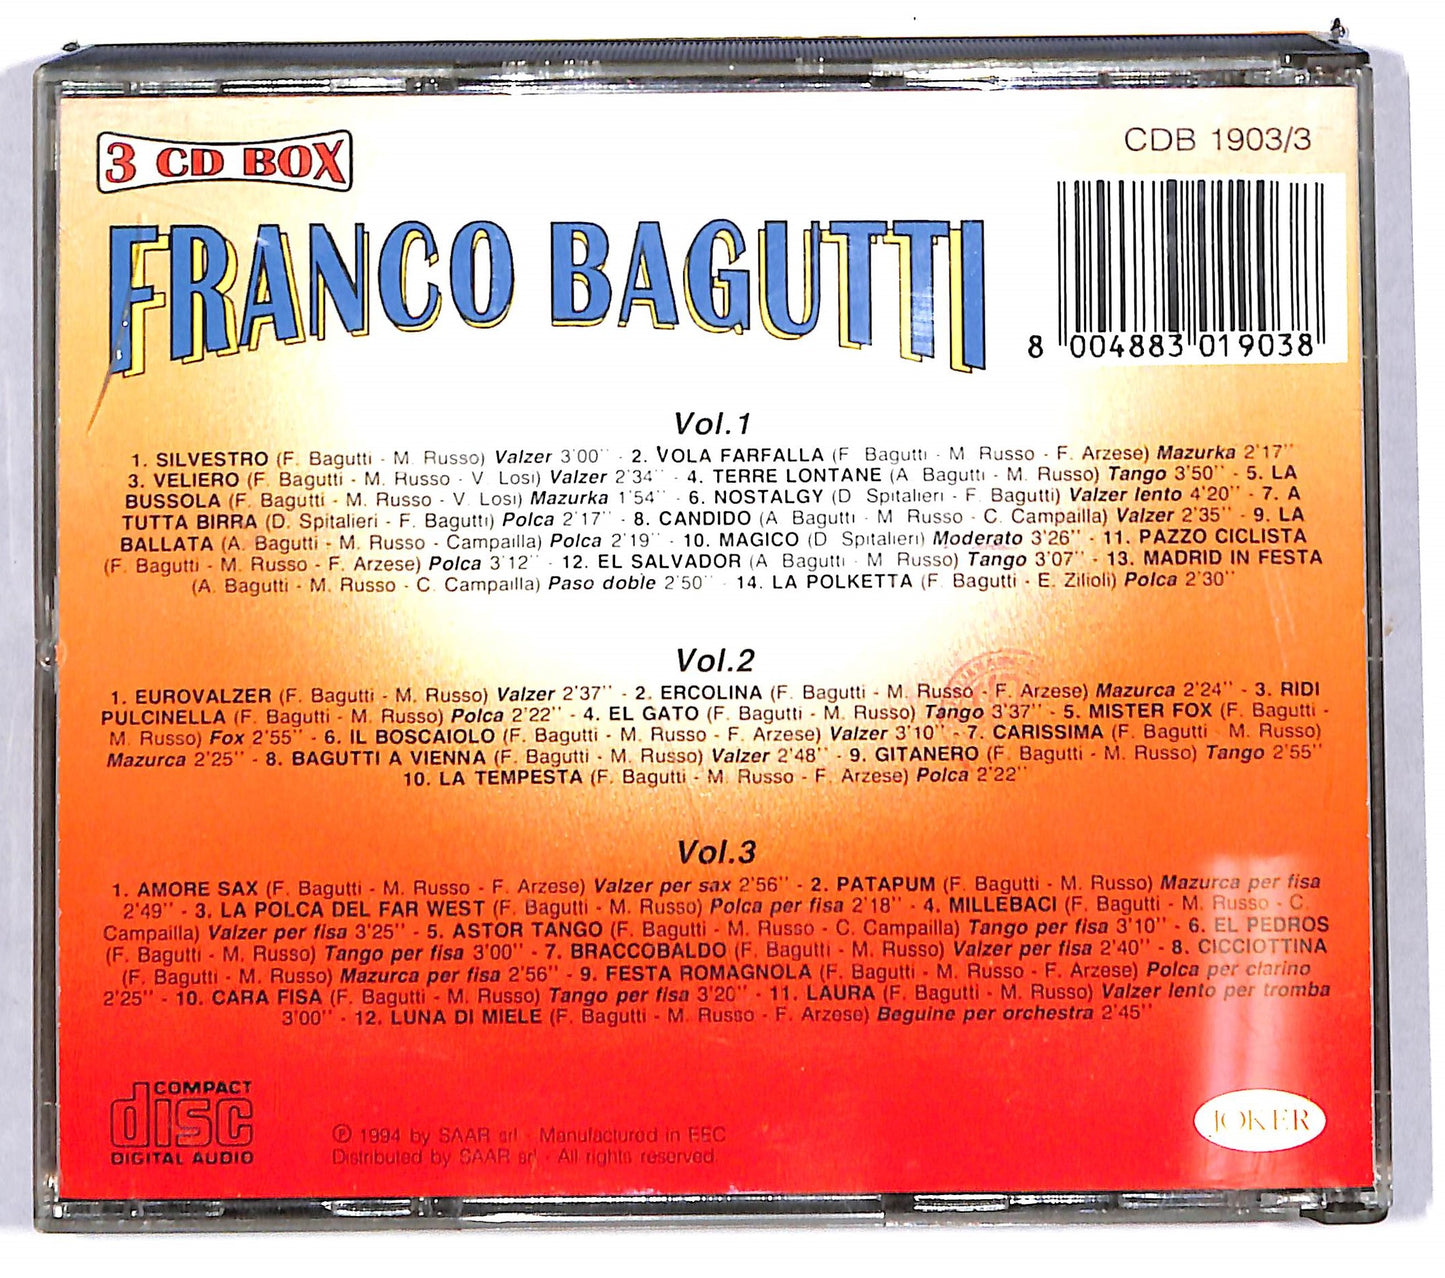 3 CD BOX
CDB 1903/3
FRANCO BAGUTTI
8 004883 019038
Vol.1
1. SILVESTRO (F. Bagutti - M. Russo) Valzer 3'00'' - 2. VOLA FARFALLA (F. Bagutti - M. Russo - F. Arzese) Mazurka 2'17''
3. VELIERO (F. Bagutti - M. Russo - V. Losi) Valzer 2'34'' - 4. TERRE LONTANE (A. Bagutti - M. Russo) Tango 3'50'' - 5. LA
BUSSOLA (F. Bagutti - M. Russo - V. Losi) Mazurka 1'54'' - 6. NOSTALGY (D. Spitalieri - F. Bagutti) Valzer lento 4'20'' - 7. A
TUTTA BIRRA (D. Spitalieri - F. Bagutti) Polca 2'17'' - 8. CANDIDO (A. Bagutti - M. Russo - C. Campailla) Valzer 2'35'' - 9. LA
BALLATA (A. Bagutti - M. Russo - Campailla) Polca 2'19'' - 10. MAGICO (D. Spitalieri) Moderato 3'26'' - 11. PAZZO CICLISTA
(F. Bagutti - M. Russo - F. Arzese) Polca 3'12'' - 12. EL SALVADOR (A. Bagutti - M. Russo) Tango 3'07'' - 13. MADRID IN FESTA
(A. Bagutti - M. Russo - C. Campailla) Paso doble 2'50'' - 14. LA POLKETTA (F. Bagutti - E. Zilioli) Polca 2'30''
Vol.2
1. EUROVALZER (F. Bagutti - M. Russo) Valzer 2'37'' - 2. ERCOLINA (F. Bagutti - M. Russo - F. Arzese) Mazurca 2'24'' - 3. RIDI
PULCINELLA (F. Bagutti - M. Russo) Polca 2'22'' - 4. EL GATO (F. Bagutti - M. Russo) Tango 3'37'' - 5. MISTER FOX (F. Bagutti -
M. Russo) Fox 2'55'' - 6. IL BOSCAIOLO (F. Bagutti - M. Russo - F. Arzese) Valzer 3'10'' - 7. CARISSIMA (F. Bagutti - M. Russo)
Mazurca 2'25'' - 8. BAGUTTI A VIENNA (F. Bagutti - M. Russo) Valzer 2'48'' - 9. GITANERO (F. Bagutti - M. Russo) Tango 2'55''
10. LA TEMPESTA (F. Bagutti - M. Russo - F. Arzese) Polca 2'22''
Vol.3
1. AMORE SAX (F. Bagutti - M. Russo - F. Arzese) Valzer per sax 2'56'' - 2. PATAPUM (F. Bagutti - M. Russo) Mazurca per fisa
2'49'' - 3. LA POLCA DEL FAR WEST (F. Bagutti - M. Russo) Polca per fisa 2'18'' - 4. MILLEBACI (F. Bagutti - M. Russo - C.
Campailla) Valzer per fisa 3'25'' - 5. ASTOR TANGO (F. Bagutti - M. Russo - C. Campailla) Tango per fisa 3'10'' - 6. EL PEDROS
(F. Bagutti - M. Russo) Tango per fisa 3'00'' - 7. BRACCOBALDO (F. Bagutti - M. Russo) Valzer per fisa 2'40'' - 8. CICCIOTTINA
(F. Bagutti - M. Russo) Mazurca per fisa 2'56'' - 9. FESTA ROMAGNOLA (F. Bagutti - M. Russo - F. Arzese) Polca per clarino
2'25'' - 10. CARA FISA (F. Bagutti - M. Russo) Tango per fisa 3'20'' - 11. LAURA (F. Bagutti - M. Russo) Valzer lento per tromba
3'00'' - 12. LUNA DI MIELE (F. Bagutti - M. Russo - F. Arzese) Beguine per orchestra 2'45''
COMPACT
disc
DIGITAL AUDIO
℗ 1994 by SAAR srl - Manufactured in EEC
Distributed by SAAR srl - All rights reserved.
JOKER